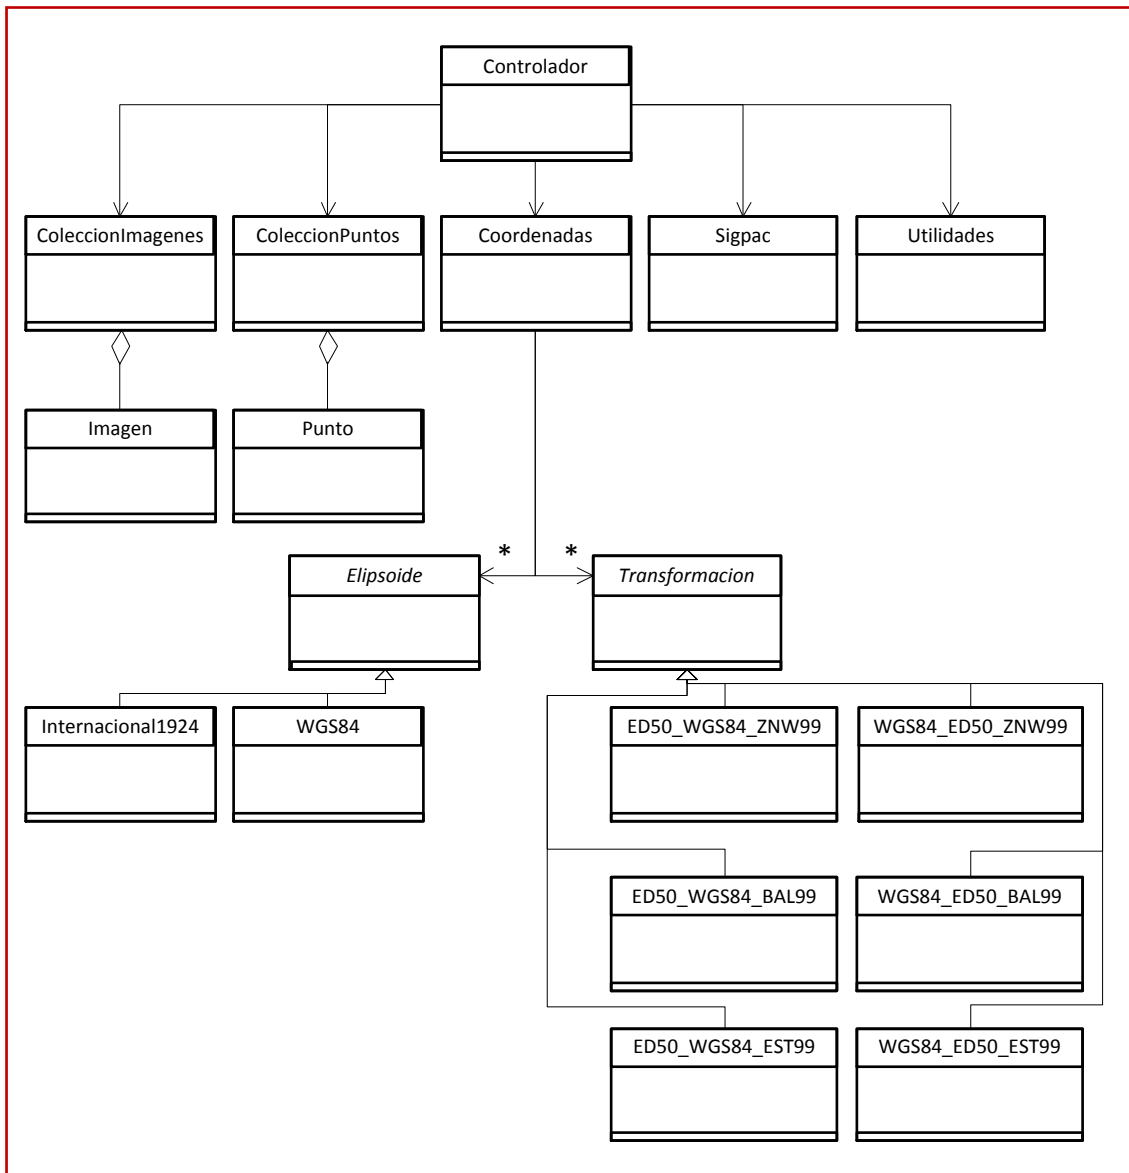 Controlador
ColeccionImagenes
ColeccionPuntos
Coordenadas
Sigpac
Utilidades
Imagen
Punto
* *
Elipsoide
Transformacion
Internacional1924
WGS84
ED50_WGS84_ZNW99
WGS84_ED50_ZNW99
ED50_WGS84_BAL99
WGS84_ED50_BAL99
ED50_WGS84_EST99
WGS84_ED50_EST99